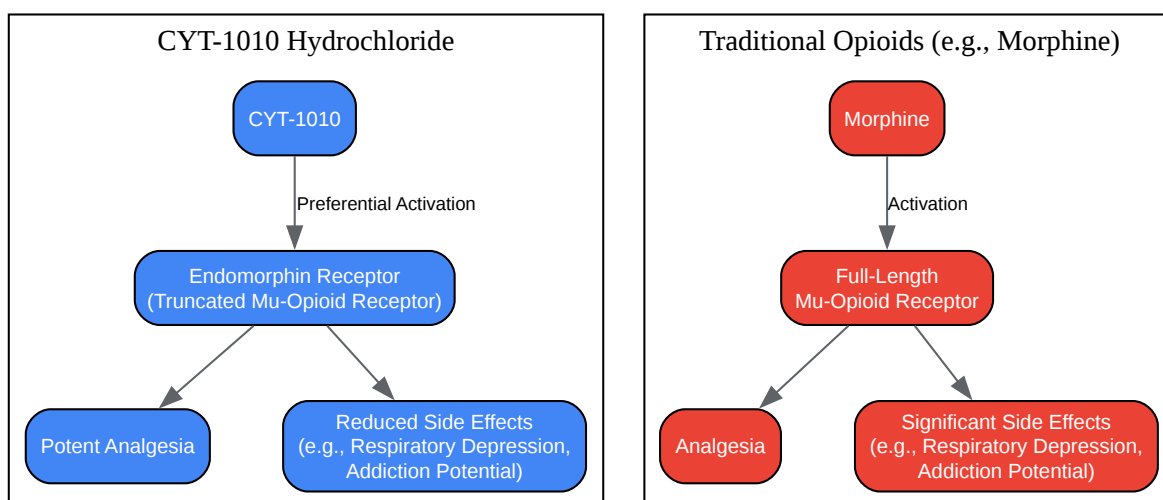 CYT-1010 Hydrochloride
CYT-1010
Preferential Activation
Endomorphin Receptor
(Truncated Mu-Opioid Receptor)
Potent Analgesia
Reduced Side Effects
(e.g., Respiratory Depression,
Addiction Potential)
Traditional Opioids (e.g., Morphine)
Morphine
Activation
Full-Length
Mu-Opioid Receptor
Analgesia
Significant Side Effects
(e.g., Respiratory Depression,
Addiction Potential)